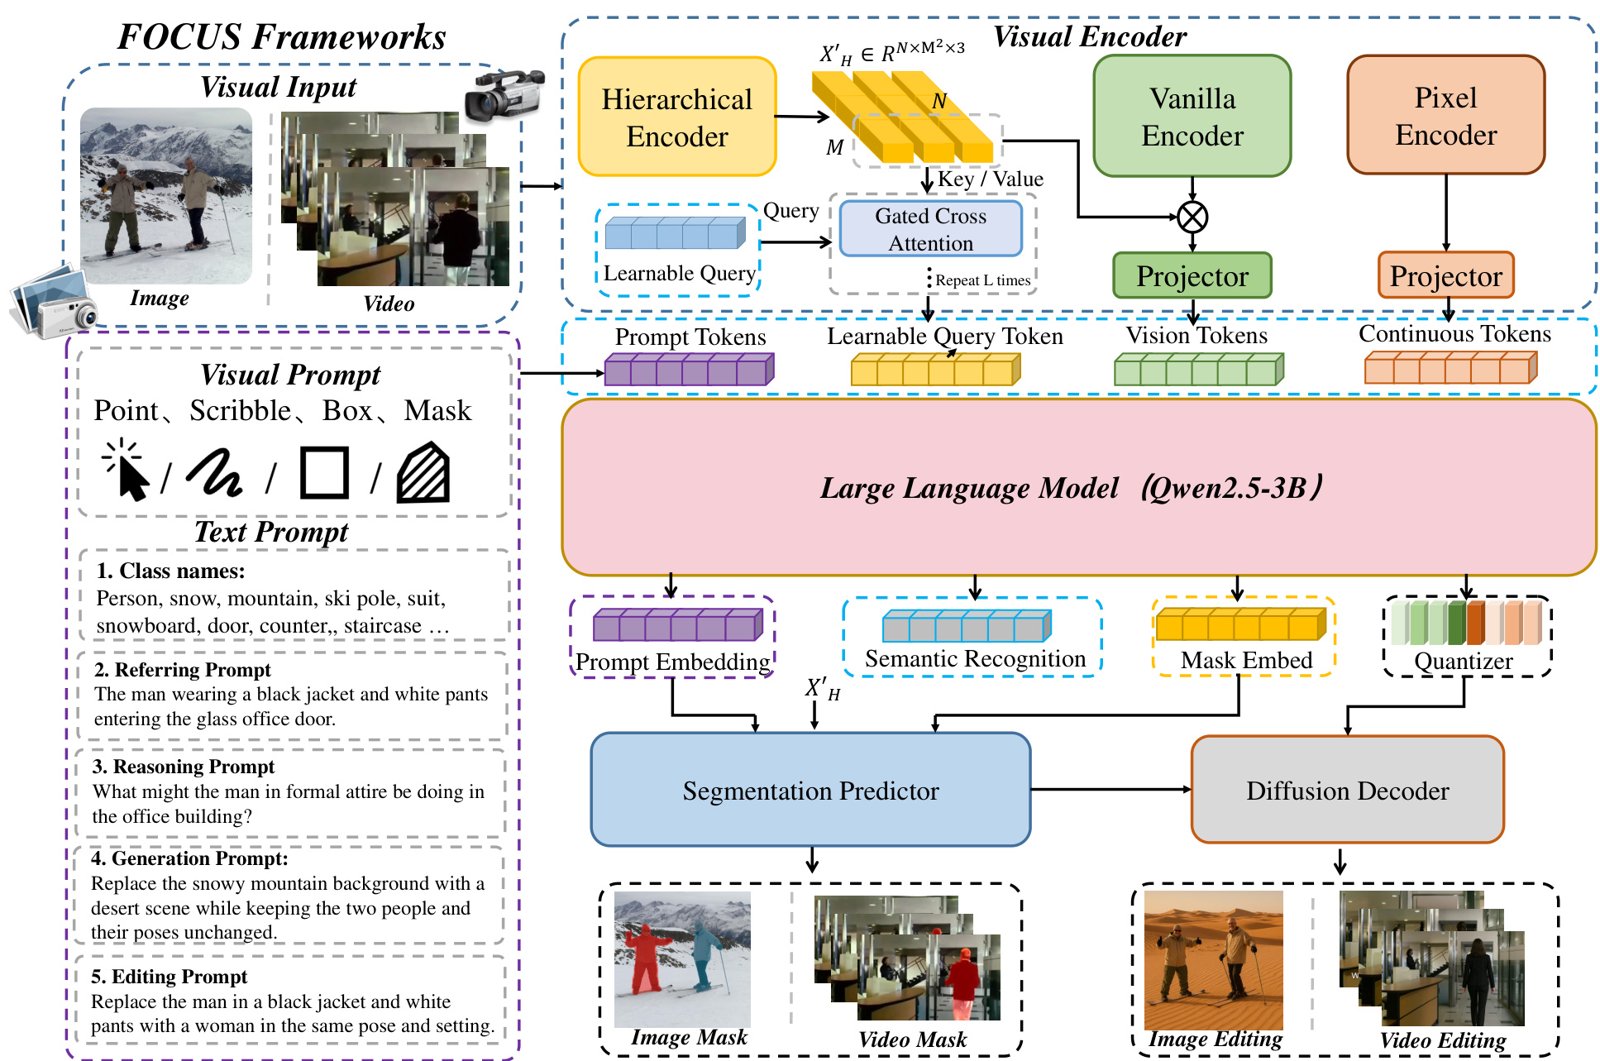 FOCUS Frameworks
Visual Input
Image
Video
Visual Prompt
Point、Scribble、Box、Mask
/ / /
Text Prompt
1. Class names:
Person, snow, mountain, ski pole, suit,
snowboard, door, counter,, staircase …
2. Referring Prompt
The man wearing a black jacket and white pants
entering the glass office door.
3. Reasoning Prompt
What might the man in formal attire be doing in
the office building?
4. Generation Prompt:
Replace the snowy mountain background with a
desert scene while keeping the two people and
their poses unchanged.
5. Editing Prompt
Replace the man in a black jacket and white
pants with a woman in the same pose and setting.
Visual Encoder
Hierarchical
Encoder
X'_H ∈ R^{N×M²×3}
N
M
Key / Value
Query
Learnable Query
Gated Cross
Attention
Repeat L times
Vanilla
Encoder
Projector
Pixel
Encoder
Projector
Prompt Tokens
Learnable Query Token
Vision Tokens
Continuous Tokens
Large Language Model（Qwen2.5-3B）
Prompt Embedding
Semantic Recognition
Mask Embed
Quantizer
X'_H
Segmentation Predictor
Diffusion Decoder
Image Mask
Video Mask
Image Editing
Video Editing